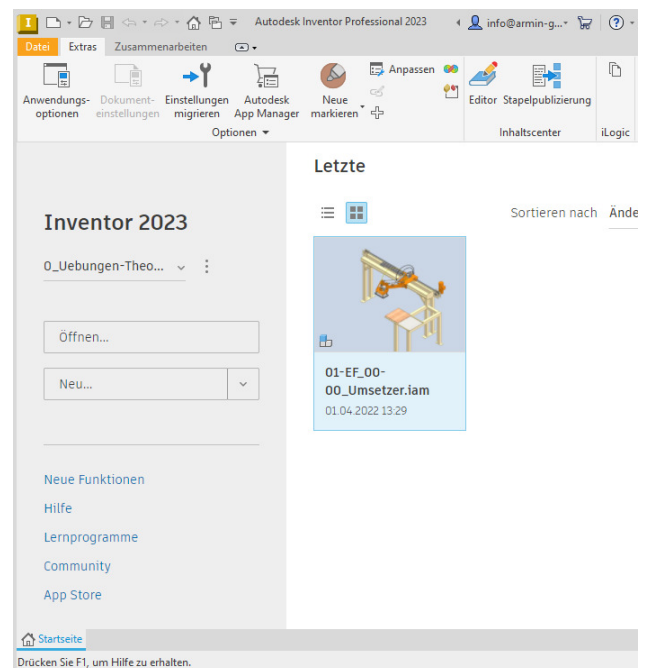 I Autodesk Inventor Professional 2023 info@armin-g...
Datei Extras Zusammenarbeiten
Anwendungs-
optionen
Dokument-
einstellungen
Einstellungen
migrieren
Autodesk
App Manager
Neue
markieren
Anpassen
Editor
Stapelpublizierung
Optionen
Inhaltscenter
iLogic
Letzte
Inventor 2023
Sortieren nach Ände
0_Uebungen-Theo...
Öffnen...
Neu...
01-EF_00-
00_Umsetzer.iam
01.04.2022 13:29
Neue Funktionen
Hilfe
Lernprogramme
Community
App Store
Startseite
Drücken Sie F1, um Hilfe zu erhalten.